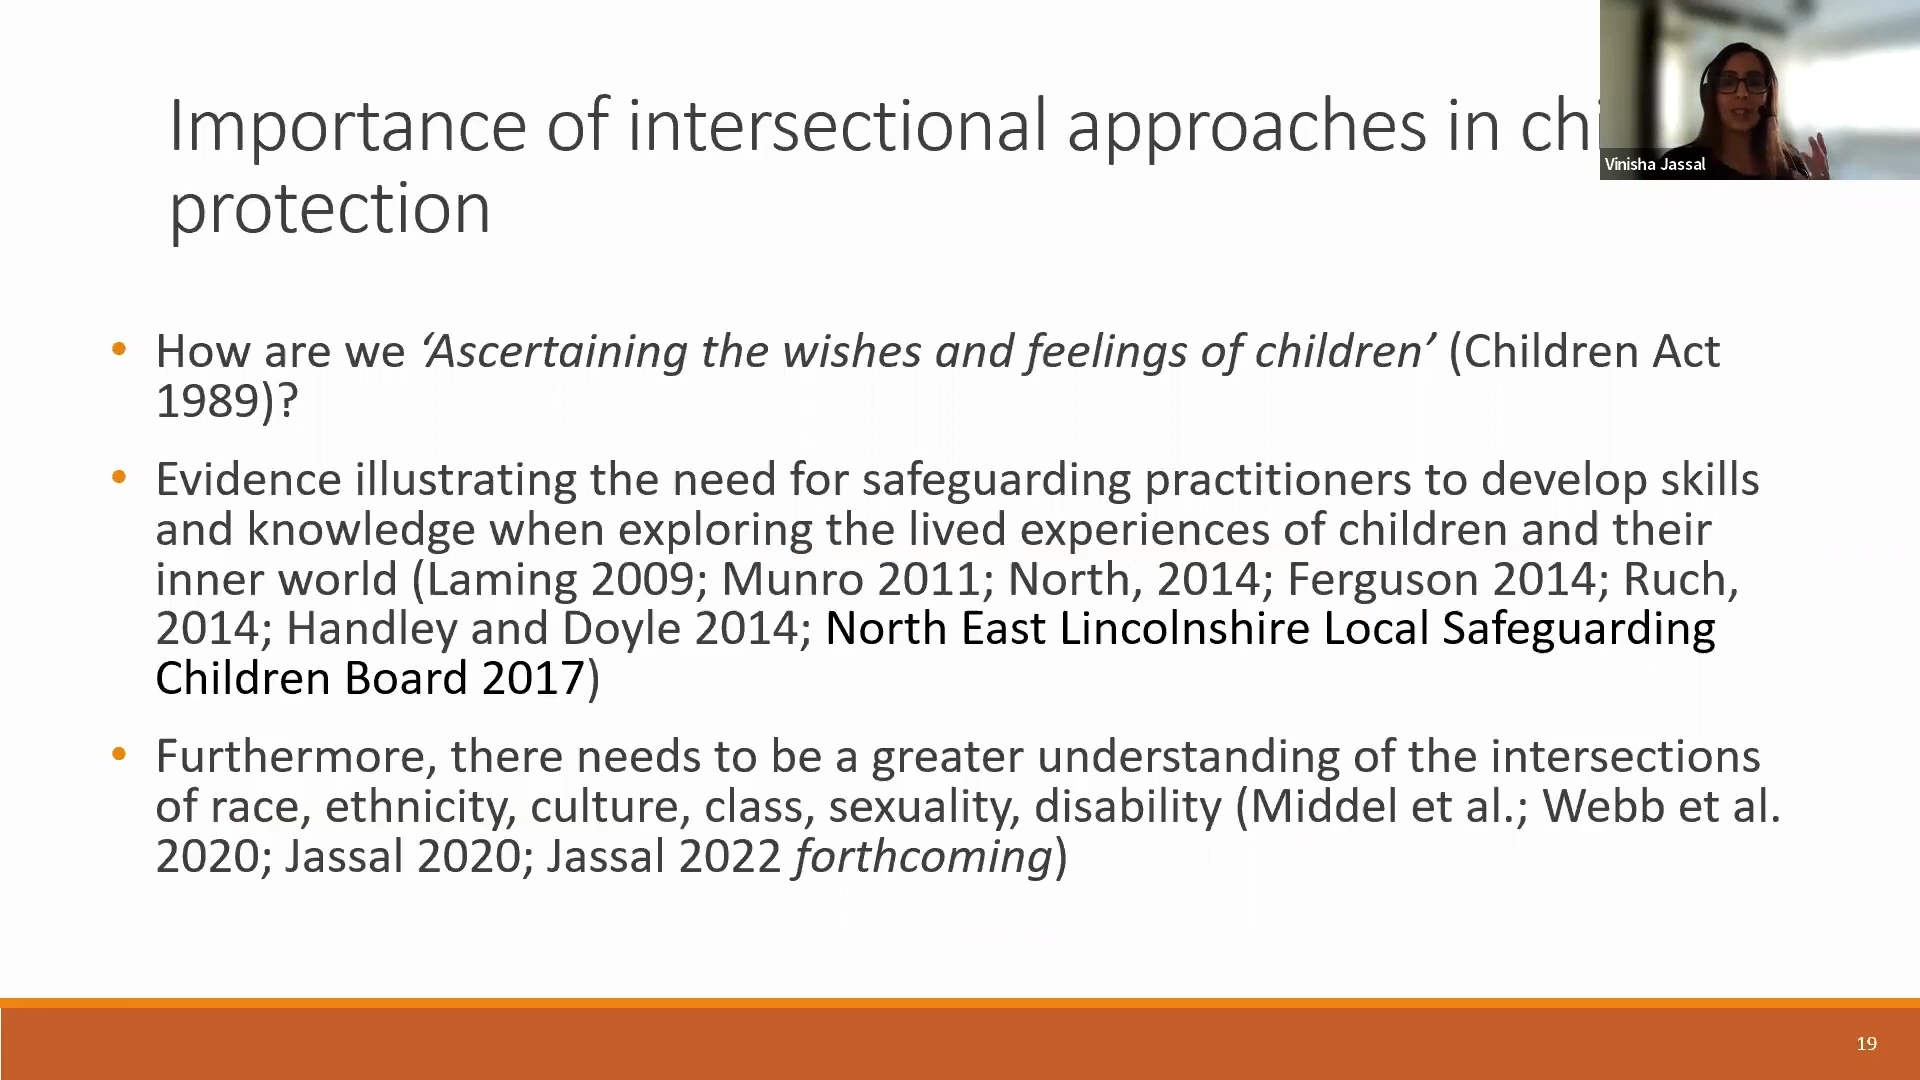 Importance of intersectional approaches in chi
protection
Vinisha Jassal
• How are we ‘Ascertaining the wishes and feelings of children’ (Children Act
1989)?
• Evidence illustrating the need for safeguarding practitioners to develop skills
and knowledge when exploring the lived experiences of children and their
inner world (Laming 2009; Munro 2011; North, 2014; Ferguson 2014; Ruch,
2014; Handley and Doyle 2014; North East Lincolnshire Local Safeguarding
Children Board 2017)
• Furthermore, there needs to be a greater understanding of the intersections
of race, ethnicity, culture, class, sexuality, disability (Middel et al.; Webb et al.
2020; Jassal 2020; Jassal 2022 forthcoming)
19